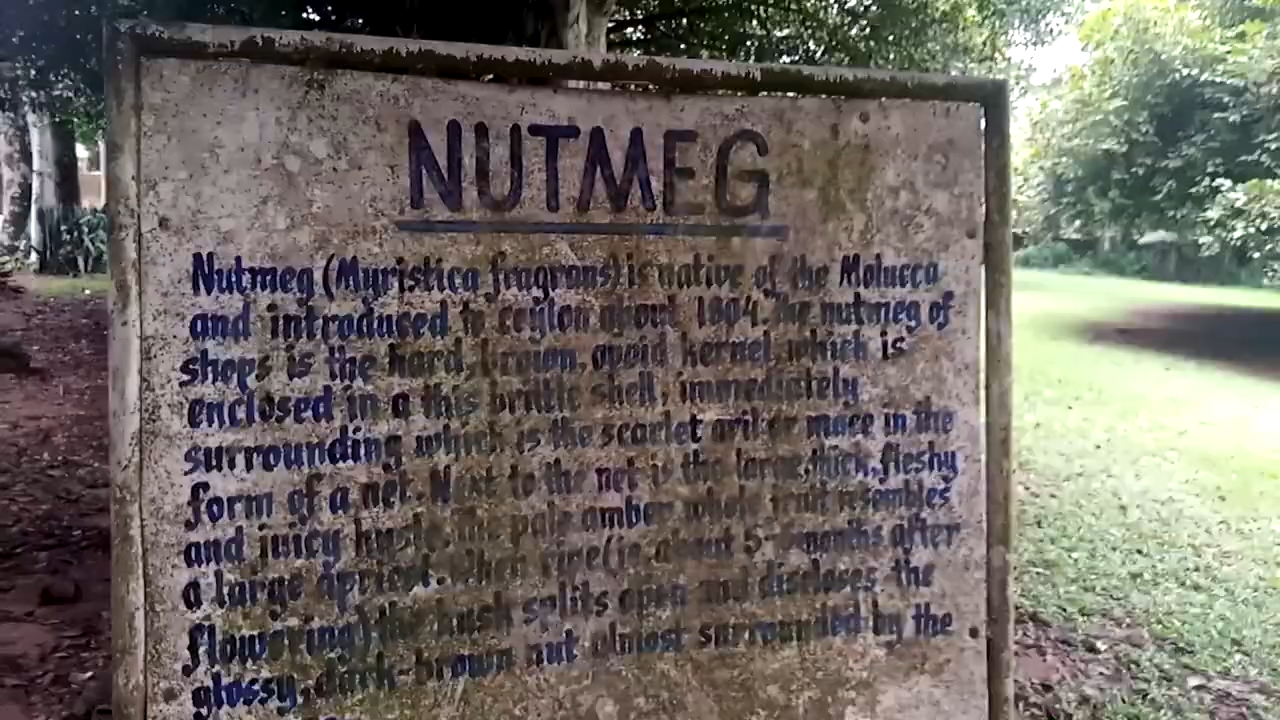 NUTMEG
Nutmeg (Myristica fragrans) is native of the Molucca
and introduced to ceylon about 1804. The nutmeg of
shops is the hard, brown, ovoid kernel which is
enclosed in a this brittle shell, immediately
surrounding which is the scarlet aril or mace in the
form of a net. Next to the net is the large, thick, fleshy
and juicy husk, the pale amber whole fruit resembles
a large apricot. When ripe (in about 5 months after
flowering) the husk splits open and discloses the
glossy, dark-brown nut almost surrounded by the